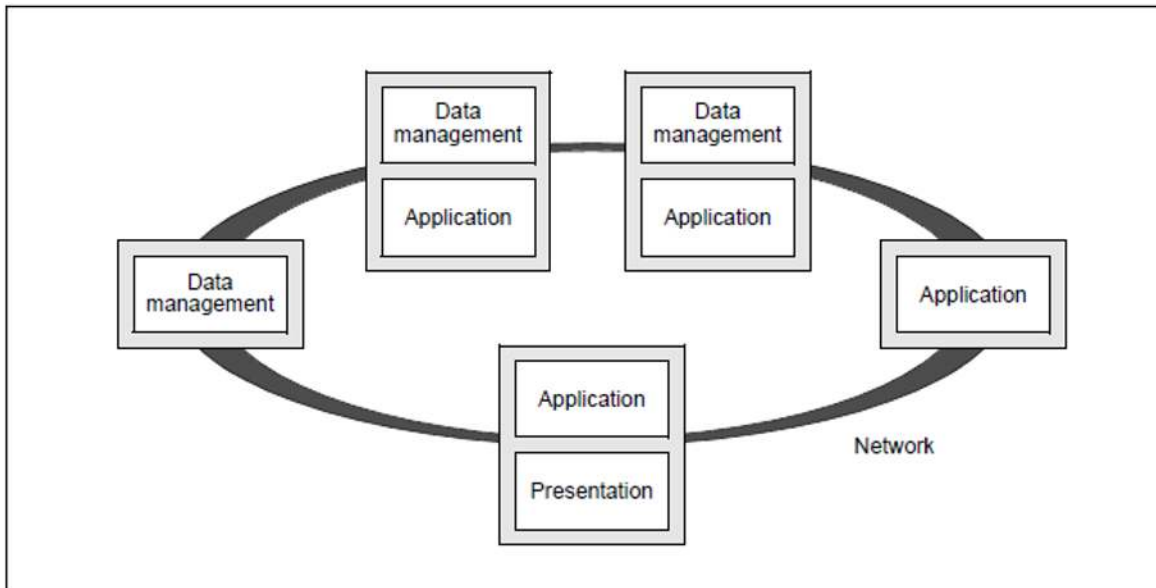 Data
management
Application
Data
management
Application
Data
management
Application
Application
Presentation
Network